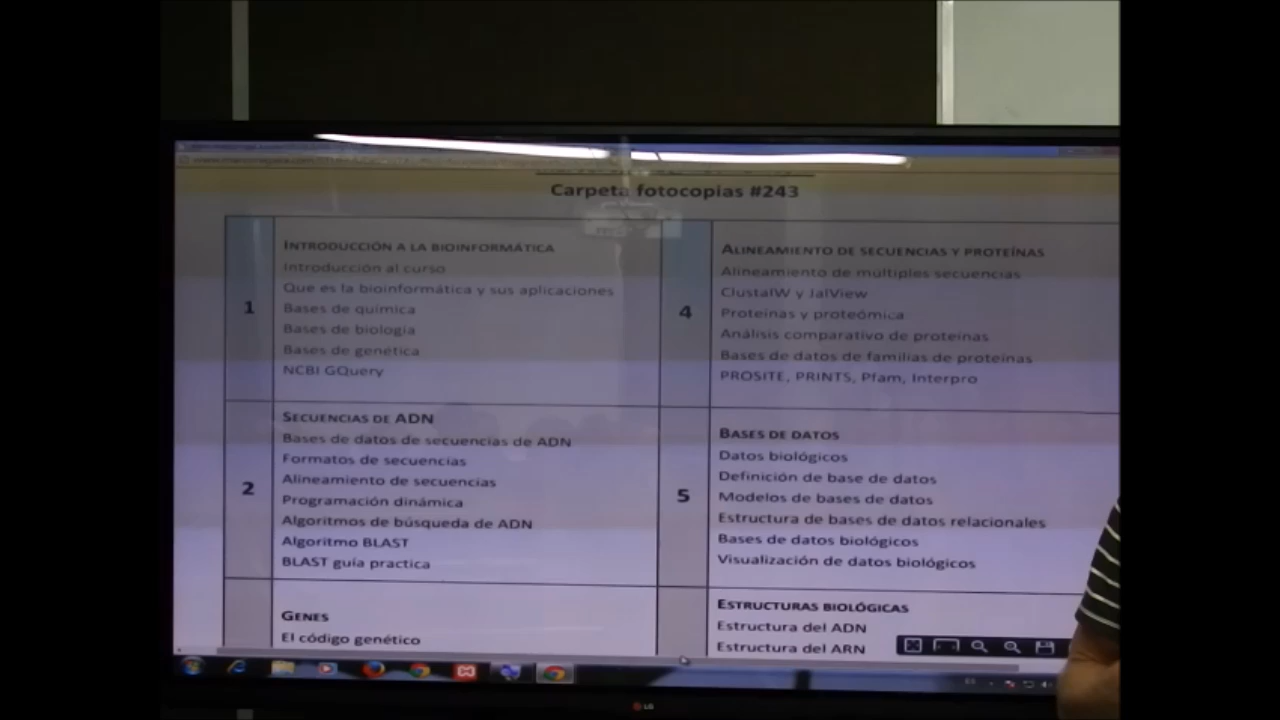 Carpeta fotocopias #243
1
INTRODUCCIÓN A LA BIOINFORMÁTICA
Introducción al curso
Que es la bioinformática y sus aplicaciones
Bases de química
Bases de biología
Bases de genética
NCBI GQuery
2
SECUENCIAS DE ADN
Bases de datos de secuencias de ADN
Formatos de secuencias
Alineamiento de secuencias
Programación dinámica
Algoritmos de búsqueda de ADN
Algoritmo BLAST
BLAST guía practica
GENES
El código genético
4
ALINEAMIENTO DE SECUENCIAS Y PROTEÍNAS
Alineamiento de múltiples secuencias
ClustalW y JalView
Proteínas y proteómica
Análisis comparativo de proteínas
Bases de datos de familias de proteínas
PROSITE, PRINTS, Pfam, Interpro
5
BASES DE DATOS
Datos biológicos
Definición de base de datos
Modelos de bases de datos
Estructura de bases de datos relacionales
Bases de datos biológicos
Visualización de datos biológicos
ESTRUCTURAS BIOLÓGICAS
Estructura del ADN
Estructura del ARN
ES
LG